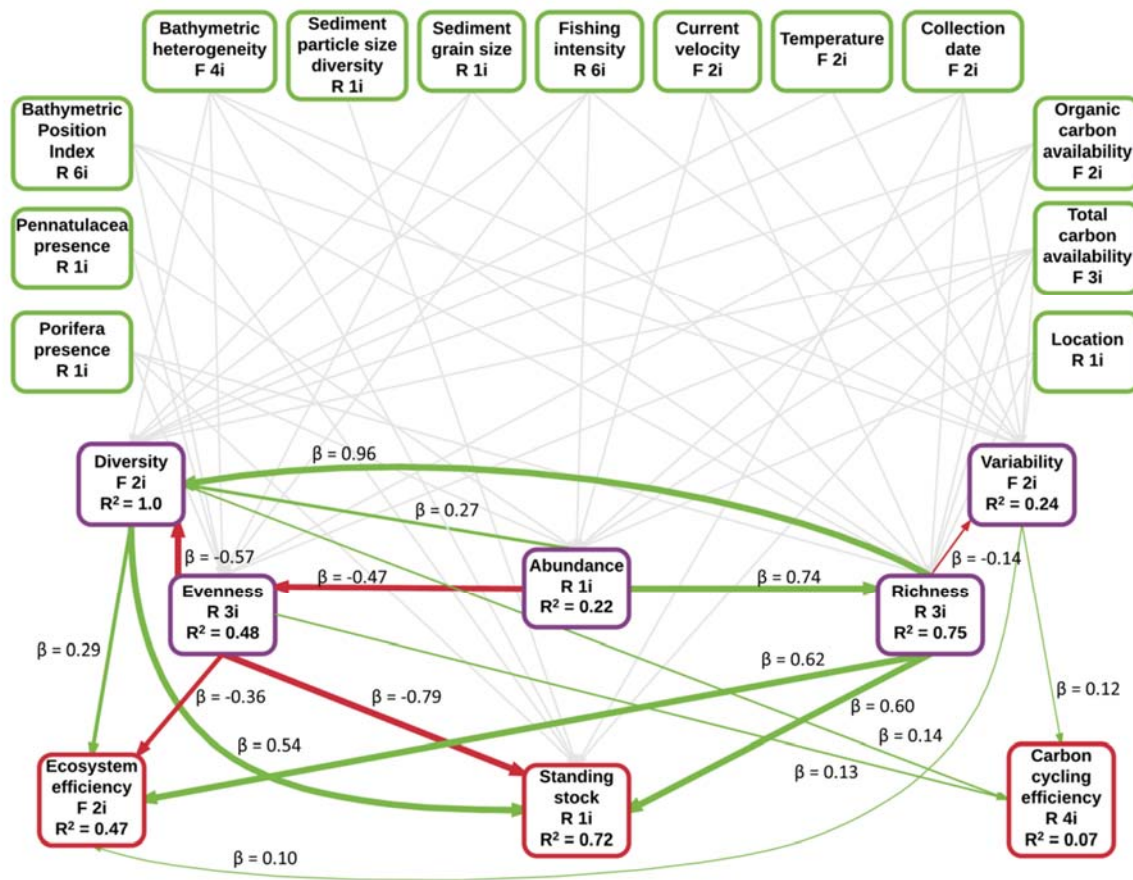 Bathymetric
heterogeneity
F 4i
Sediment
particle size
diversity
R 1i
Sediment
grain size
R 1i
Fishing
intensity
R 6i
Current
velocity
F 2i
Temperature
F 2i
Collection
date
F 2i
Bathymetric
Position
Index
R 6i
Organic
carbon
availability
F 2i
Pennatulacea
presence
R 1i
Total
carbon
availability
F 3i
Porifera
presence
R 1i
Location
R 1i
Diversity
F 2i
R² = 1.0
β = 0.96
β = 0.27
Variability
F 2i
R² = 0.24
β = -0.57
β = -0.47
Abundance
R 1i
R² = 0.22
β = 0.74
β = -0.14
Evenness
R 3i
R² = 0.48
Richness
R 3i
R² = 0.75
β = 0.29
β = -0.36
β = -0.79
β = 0.62
β = 0.60
β = 0.12
β = 0.54
β = 0.14
β = 0.13
Ecosystem
efficiency
F 2i
R² = 0.47
Standing
stock
R 1i
R² = 0.72
Carbon
cycling
efficiency
R 4i
R² = 0.07
β = 0.10